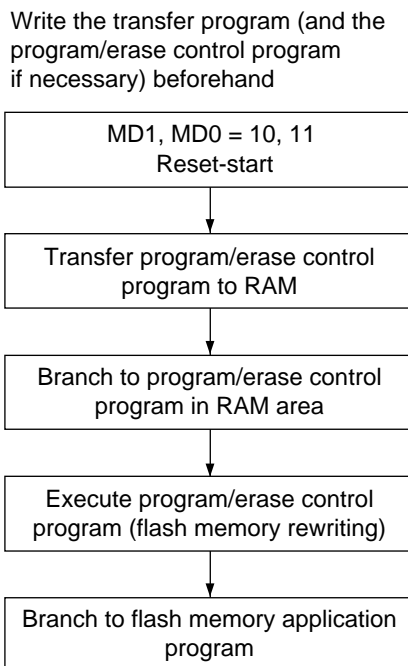 Write the transfer program (and the
program/erase control program
if necessary) beforehand
MD1, MD0 = 10, 11
Reset-start
Transfer program/erase control
program to RAM
Branch to program/erase control
program in RAM area
Execute program/erase control
program (flash memory rewriting)
Branch to flash memory application
program